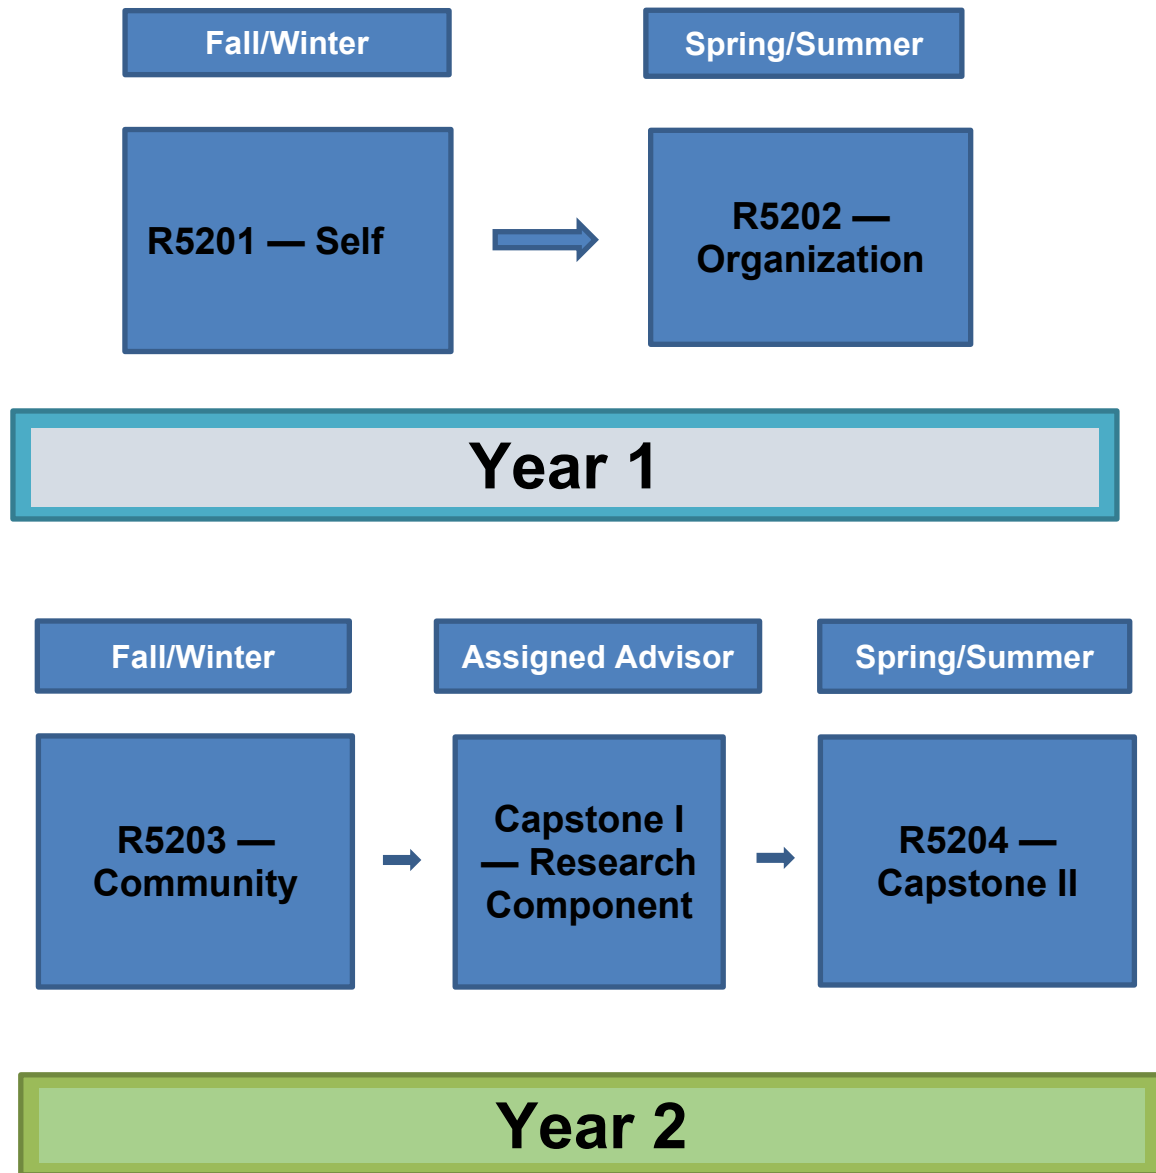 Fall/Winter
Spring/Summer
R5201 — Self
R5202 —
Organization
Year 1
Fall/Winter
Assigned Advisor
Spring/Summer
R5203 —
Community
Capstone I
— Research
Component
R5204 —
Capstone II
Year 2